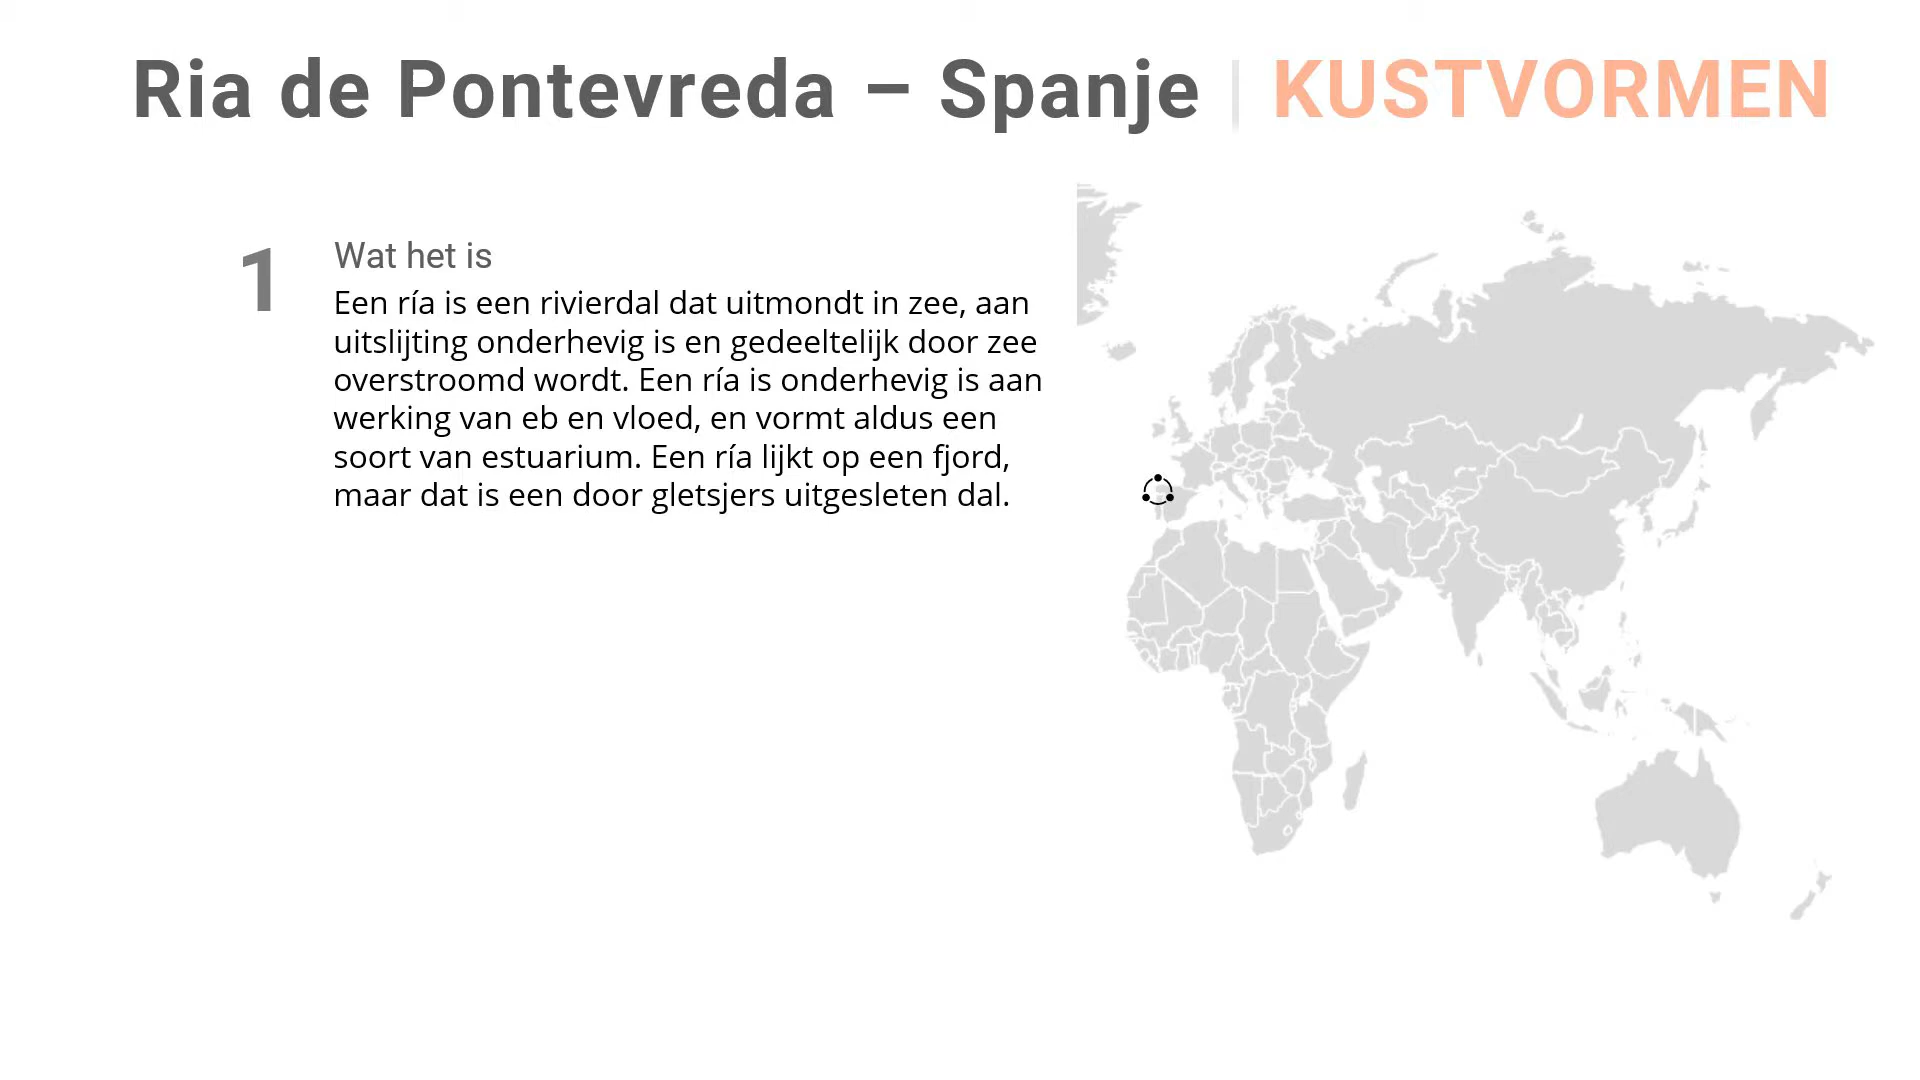 Ria de Pontevreda – Spanje | KUSTVORMEN
1
Wat het is
Een ría is een rivierdal dat uitmondt in zee, aan
uitslijting onderhevig is en gedeeltelijk door zee
overstroomd wordt. Een ría is onderhevig is aan
werking van eb en vloed, en vormt aldus een
soort van estuarium. Een ría lijkt op een fjord,
maar dat is een door gletsjers uitgesleten dal.